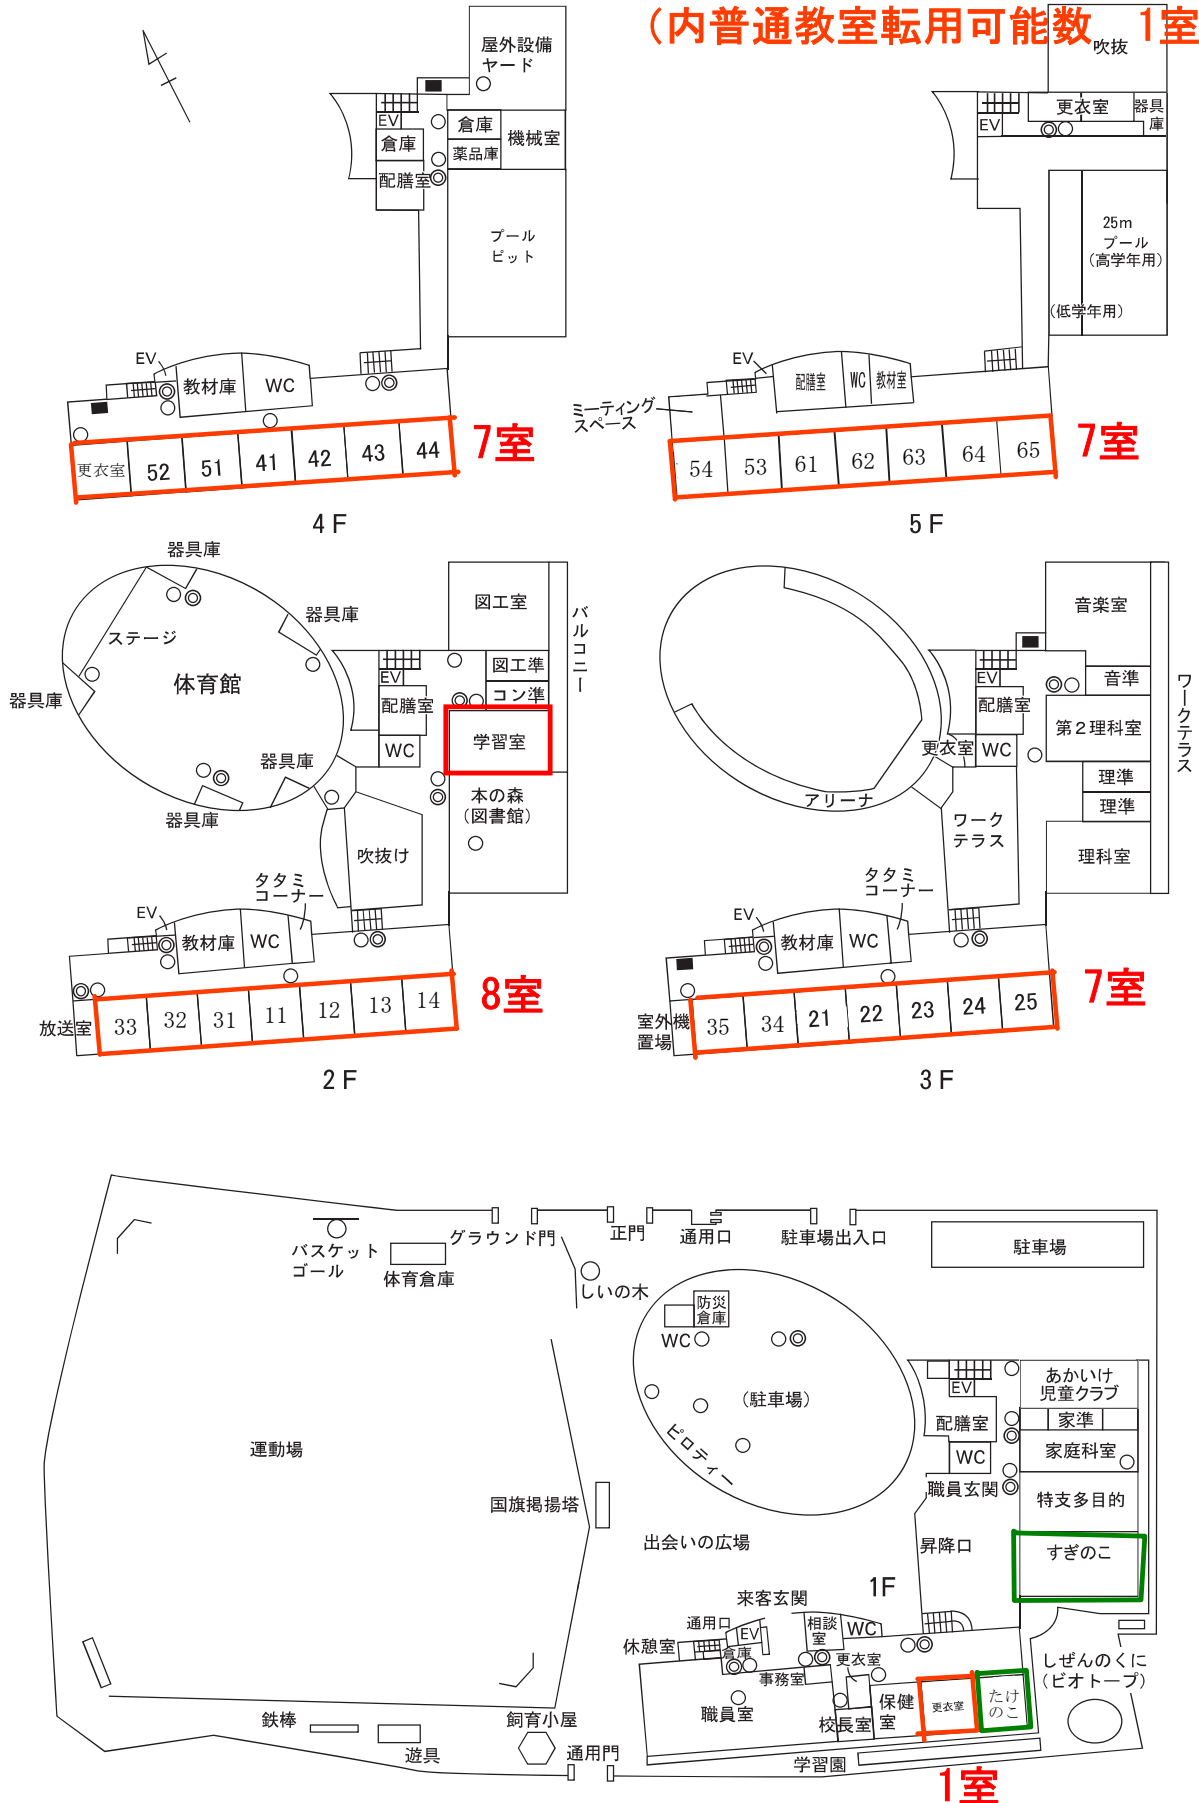 （内普通教室転用可能数　1室
屋外設備
ヤード
EV
倉庫
倉庫
薬品庫
機械室
配膳室
プール
ピット
EV
教材庫
WC
更衣室
52
51
41
42
43
44
7室
4F
吹抜
更衣室
器具
庫
EV
25m
プール
（高学年用）
（低学年用）
EV
配膳室
WC
教材室
ミーティング
スペース
54
53
61
62
63
64
65
7室
5F
器具庫
器具庫
ステージ
体育館
器具庫
器具庫
器具庫
図工室
バルコニー
図工準
コン準
EV
配膳室
WC
学習室
本の森
（図書館）
吹抜け
タタミ
コーナー
EV
教材庫
WC
放送室
33
32
31
11
12
13
14
8室
2F
音楽室
音準
EV
配膳室
更衣室
WC
第2理科室
ワークテラス
理準
理準
理科室
アリーナ
ワーク
テラス
タタミ
コーナー
EV
教材庫
WC
室外機
置場
35
34
21
22
23
24
25
7室
3F
バスケット
ゴール
体育倉庫
グラウンド門
正門
通用口
駐車場出入口
駐車場
しいの木
防災
倉庫
WC
（駐車場）
ピロティー
運動場
国旗掲揚塔
出会いの広場
あかいけ
児童クラブ
EV
家準
配膳室
家庭科室
WC
職員玄関
特支多目的
昇降口
すぎのこ
1F
来客玄関
通用口
EV
相談
室
WC
休憩室
倉庫
事務室
更衣室
職員室
校長室
保健
室
更衣室
たけ
のこ
しぜんのくに
（ビオトープ）
鉄棒
遊具
飼育小屋
通用門
学習園
1室